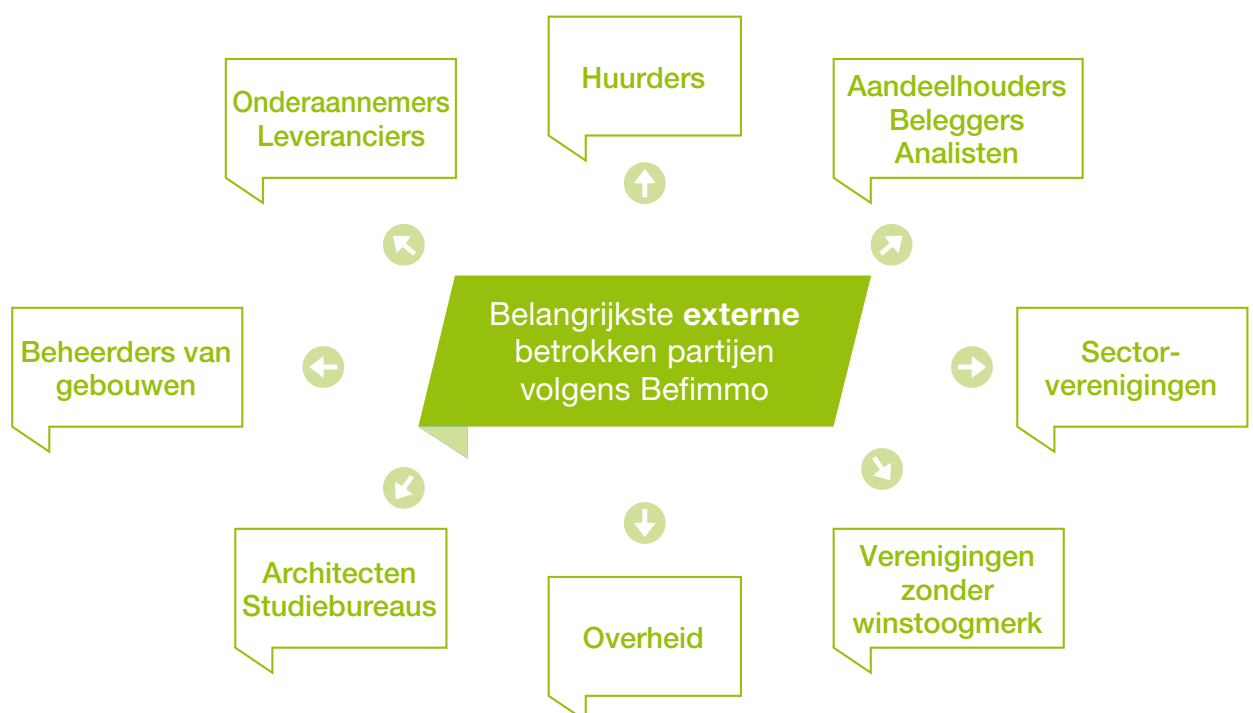 Huurders
Onderaannemers
Leveranciers
Aandeelhouders
Beleggers
Analisten
Belangrijkste externe
betrokken partijen
volgens Befimmo
Beheerders van
gebouwen
Sector-
verenigingen
Architecten
Studiebureaus
Overheid
Verenigingen
zonder
winstoogmerk